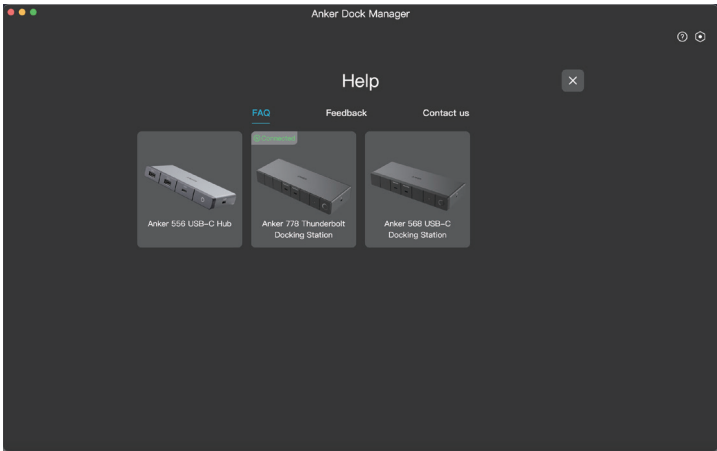 Anker Dock Manager
Help
FAQ
Feedback
Contact us
Connected
Anker 556 USB-C Hub
Anker 778 Thunderbolt
Docking Station
Anker 568 USB-C
Docking Station